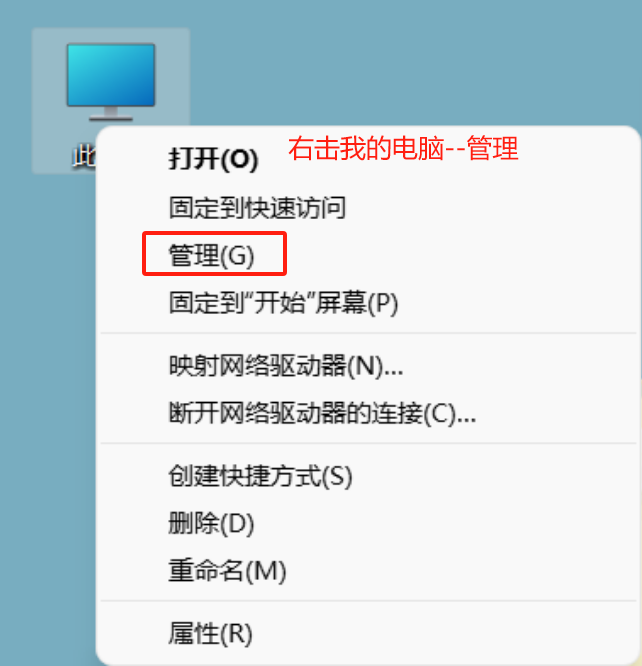 此
打开(O)
右击我的电脑--管理
固定到快速访问
管理(G)
固定到“开始”屏幕(P)
映射网络驱动器(N)...
断开网络驱动器的连接(C)...
创建快捷方式(S)
删除(D)
重命名(M)
属性(R)